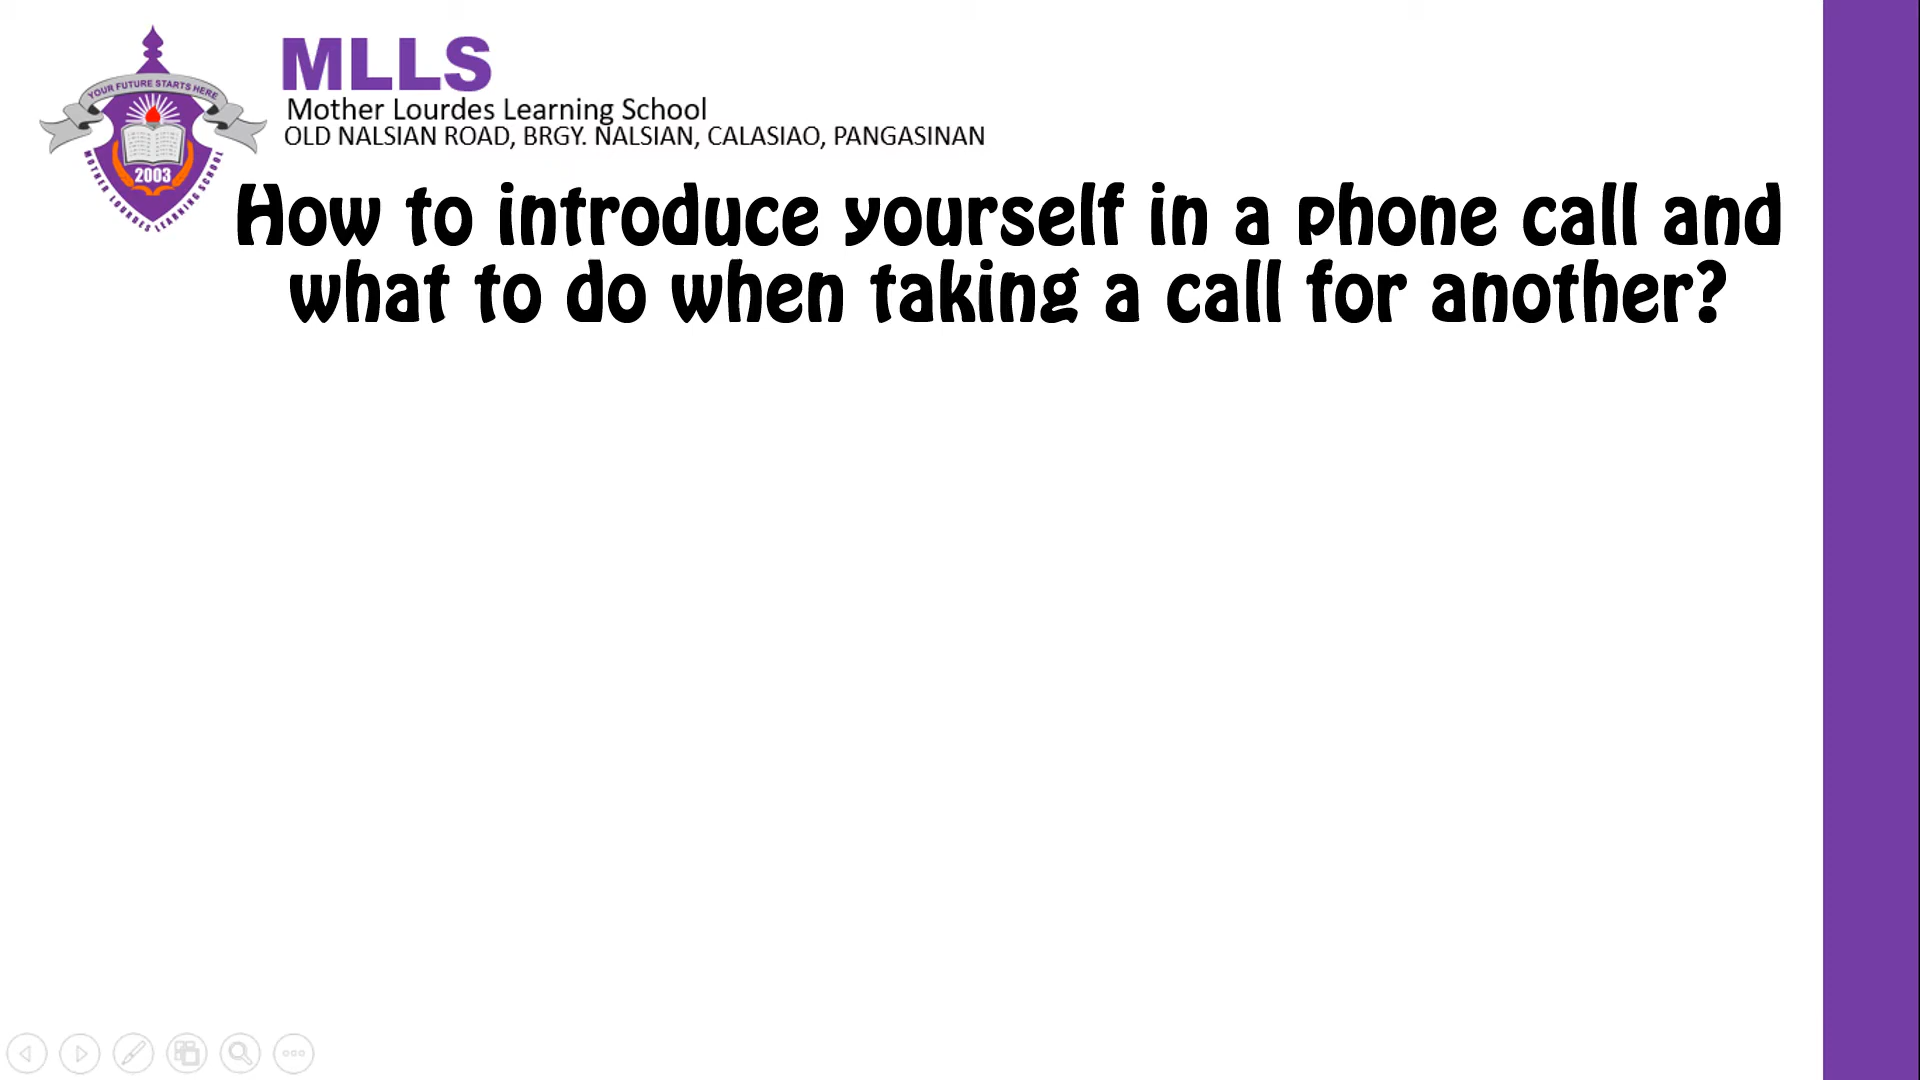 YOUR FUTURE STARTS HERE
2003
MOTHER LOURDES LEARNING SCHOOL
MLLS
Mother Lourdes Learning School
OLD NALSIAN ROAD, BRGY. NALSIAN, CALASIAO, PANGASINAN
How to introduce yourself in a phone call and
what to do when taking a call for another?